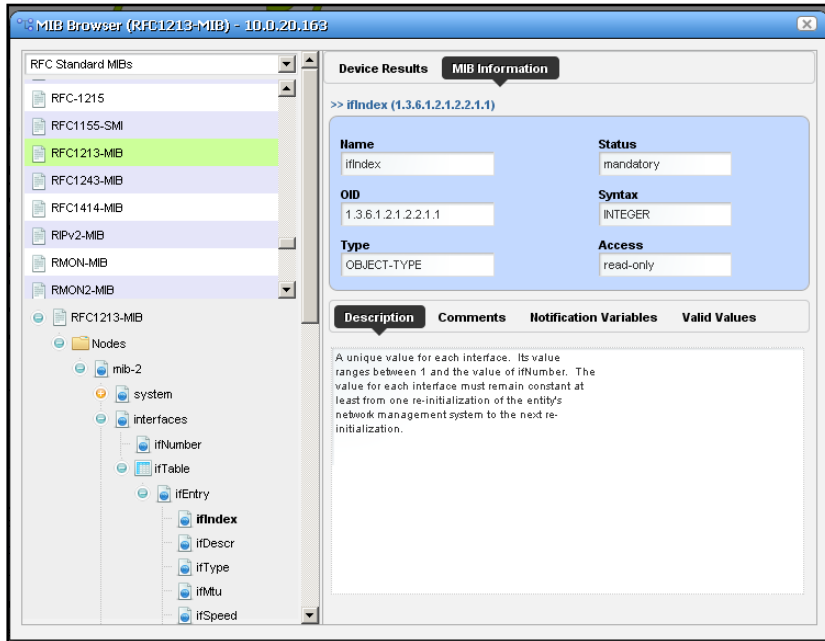 MIB Browser (RFC1213-MIB) - 10.0.20.163
RFC Standard MIBs
RFC-1215
RFC1155-SMI
RFC1213-MIB
RFC1243-MIB
RFC1414-MIB
RIPv2-MIB
RMON-MIB
RMON2-MIB
RFC1213-MIB
Nodes
mib-2
system
interfaces
ifNumber
ifTable
ifEntry
ifIndex
ifDescr
ifType
ifMtu
ifSpeed
Device Results MIB Information
>> ifIndex (1.3.6.1.2.1.2.2.1.1)
Name Status
ifIndex mandatory
OID Syntax
1.3.6.1.2.1.2.2.1.1 INTEGER
Type Access
OBJECT-TYPE read-only
Description Comments Notification Variables Valid Values
A unique value for each interface. Its value
ranges between 1 and the value of ifNumber. The
value for each interface must remain constant at
least from one re-initialization of the entity's
network management system to the next re-
initialization.